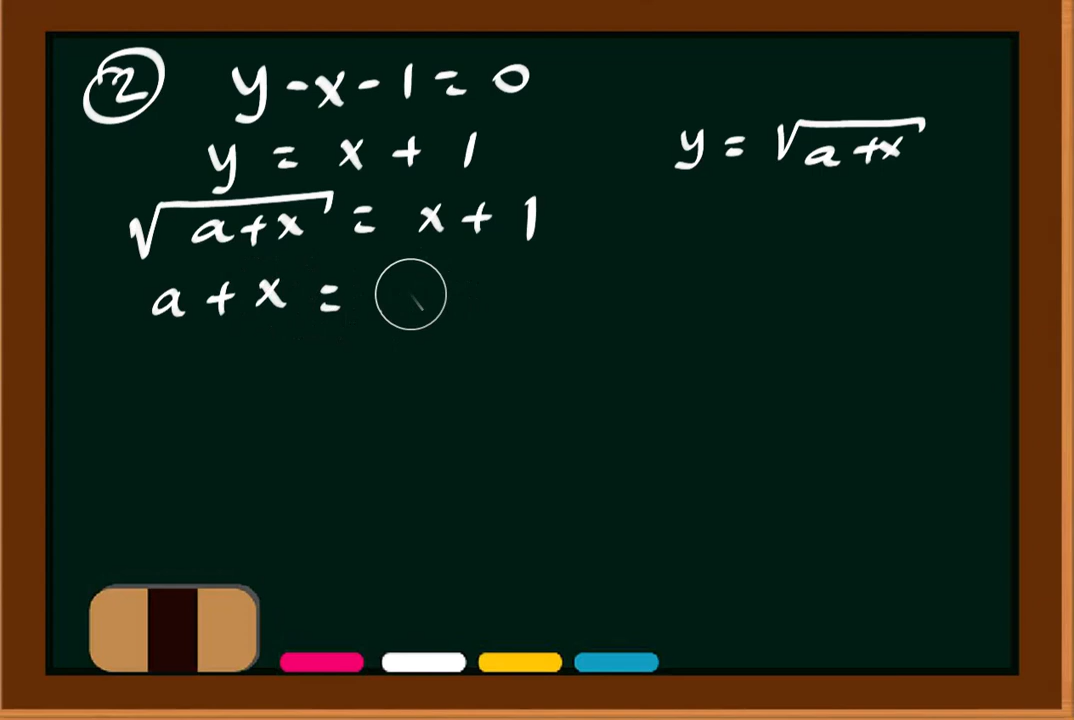 ② y - x - 1 = 0
y = x + 1
y = √(a + x)
√(a + x) = x + 1
a + x =